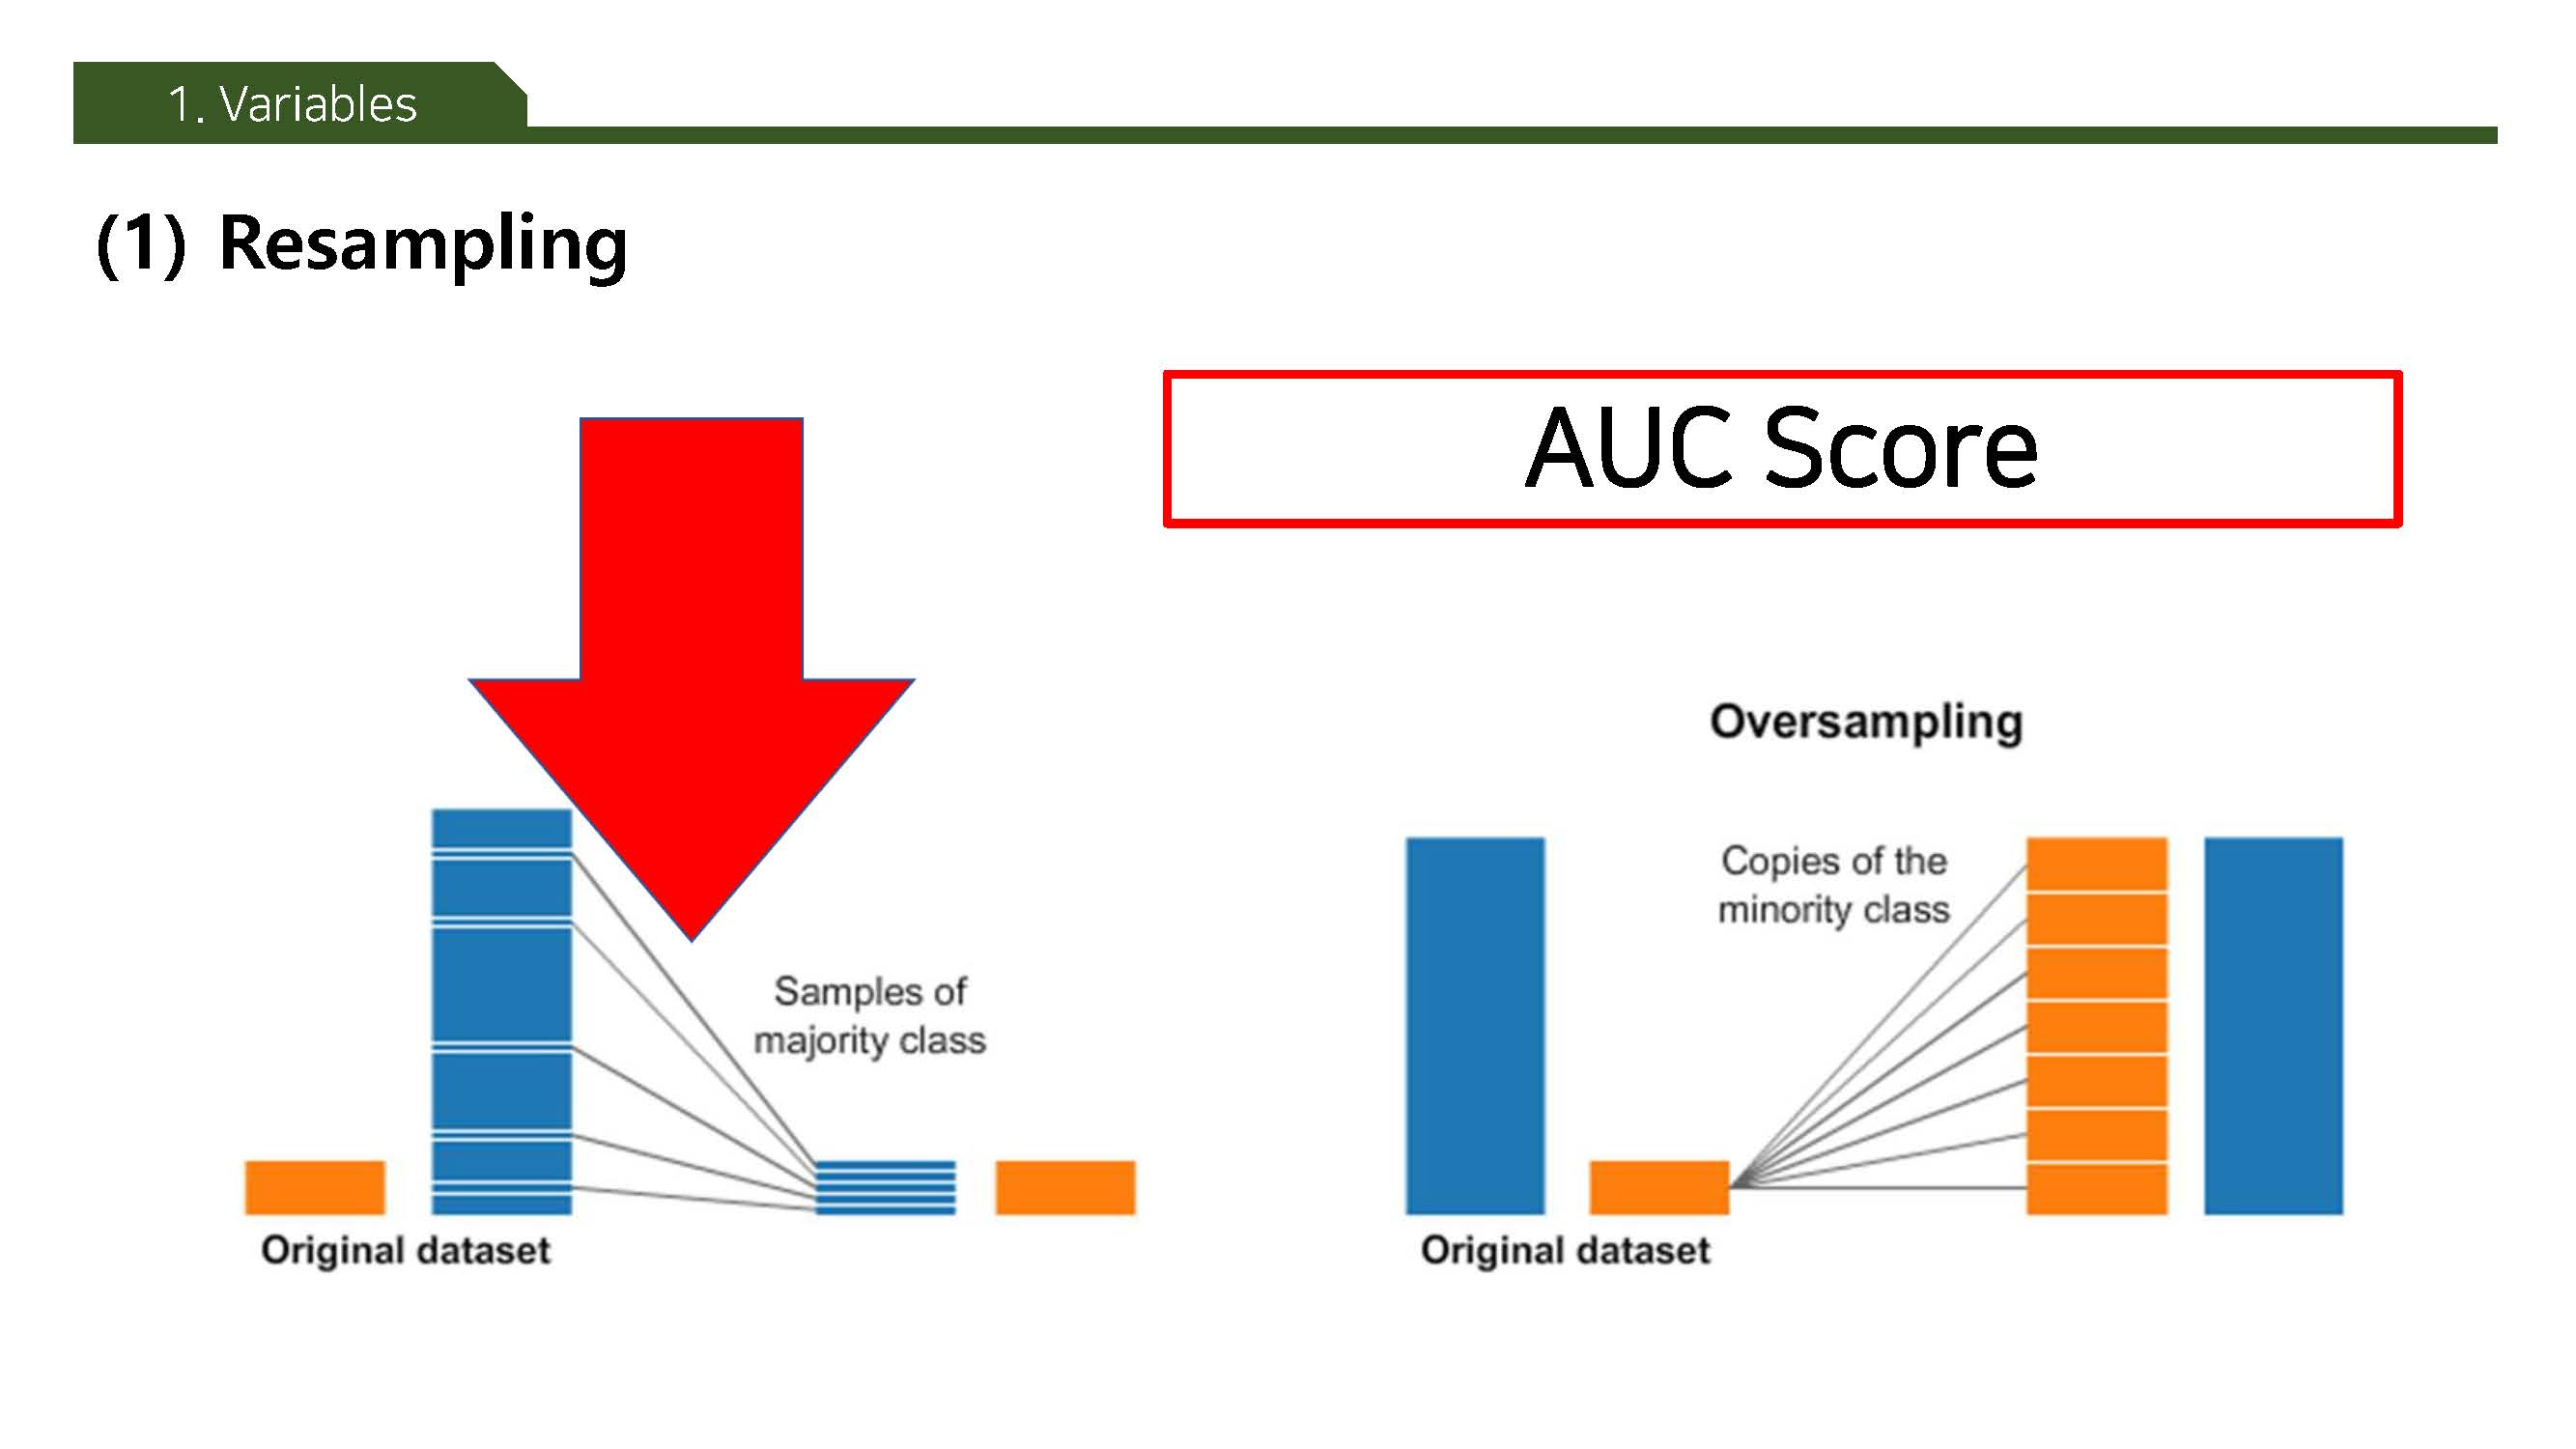 1. Variables
(1) Resampling
AUC Score
Samples of
majority class
Original dataset
Oversampling
Copies of the
minority class
Original dataset